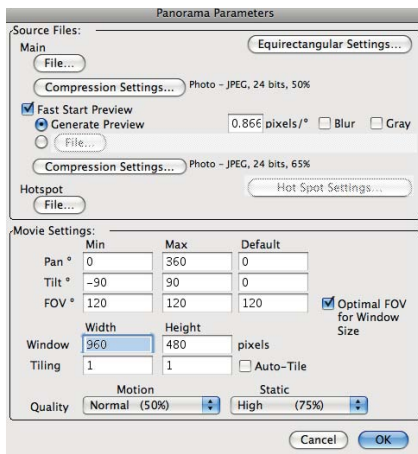 Panorama Parameters
Source Files:
Main
Equirectangular Settings...
File...
Compression Settings... Photo - JPEG, 24 bits, 50%
Fast Start Preview
Generate Preview 0.866 pixels/° Blur Gray
File...
Compression Settings... Photo - JPEG, 24 bits, 65%
Hotspot
Hot Spot Settings...
File...
Movie Settings:
Min Max Default
Pan ° 0 360 0
Tilt ° -90 90 0
FOV ° 120 120 120 Optimal FOV
for Window
Size
Width Height
Window 960 480 pixels
Tiling 1 1 Auto-Tile
Motion Static
Quality Normal (50%) High (75%)
Cancel OK